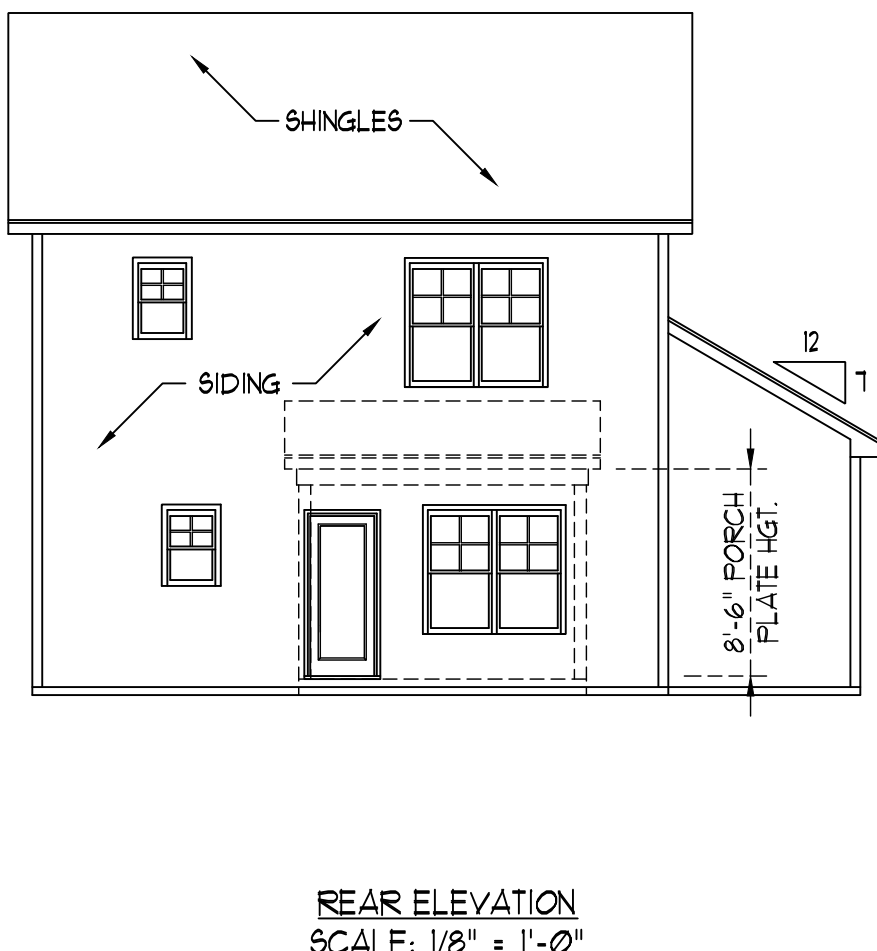 SHINGLES
12
7
SIDING
8'-6" PORCH
PLATE HGT.
REAR ELEVATION
SCALE: 1/8" = 1'-0"